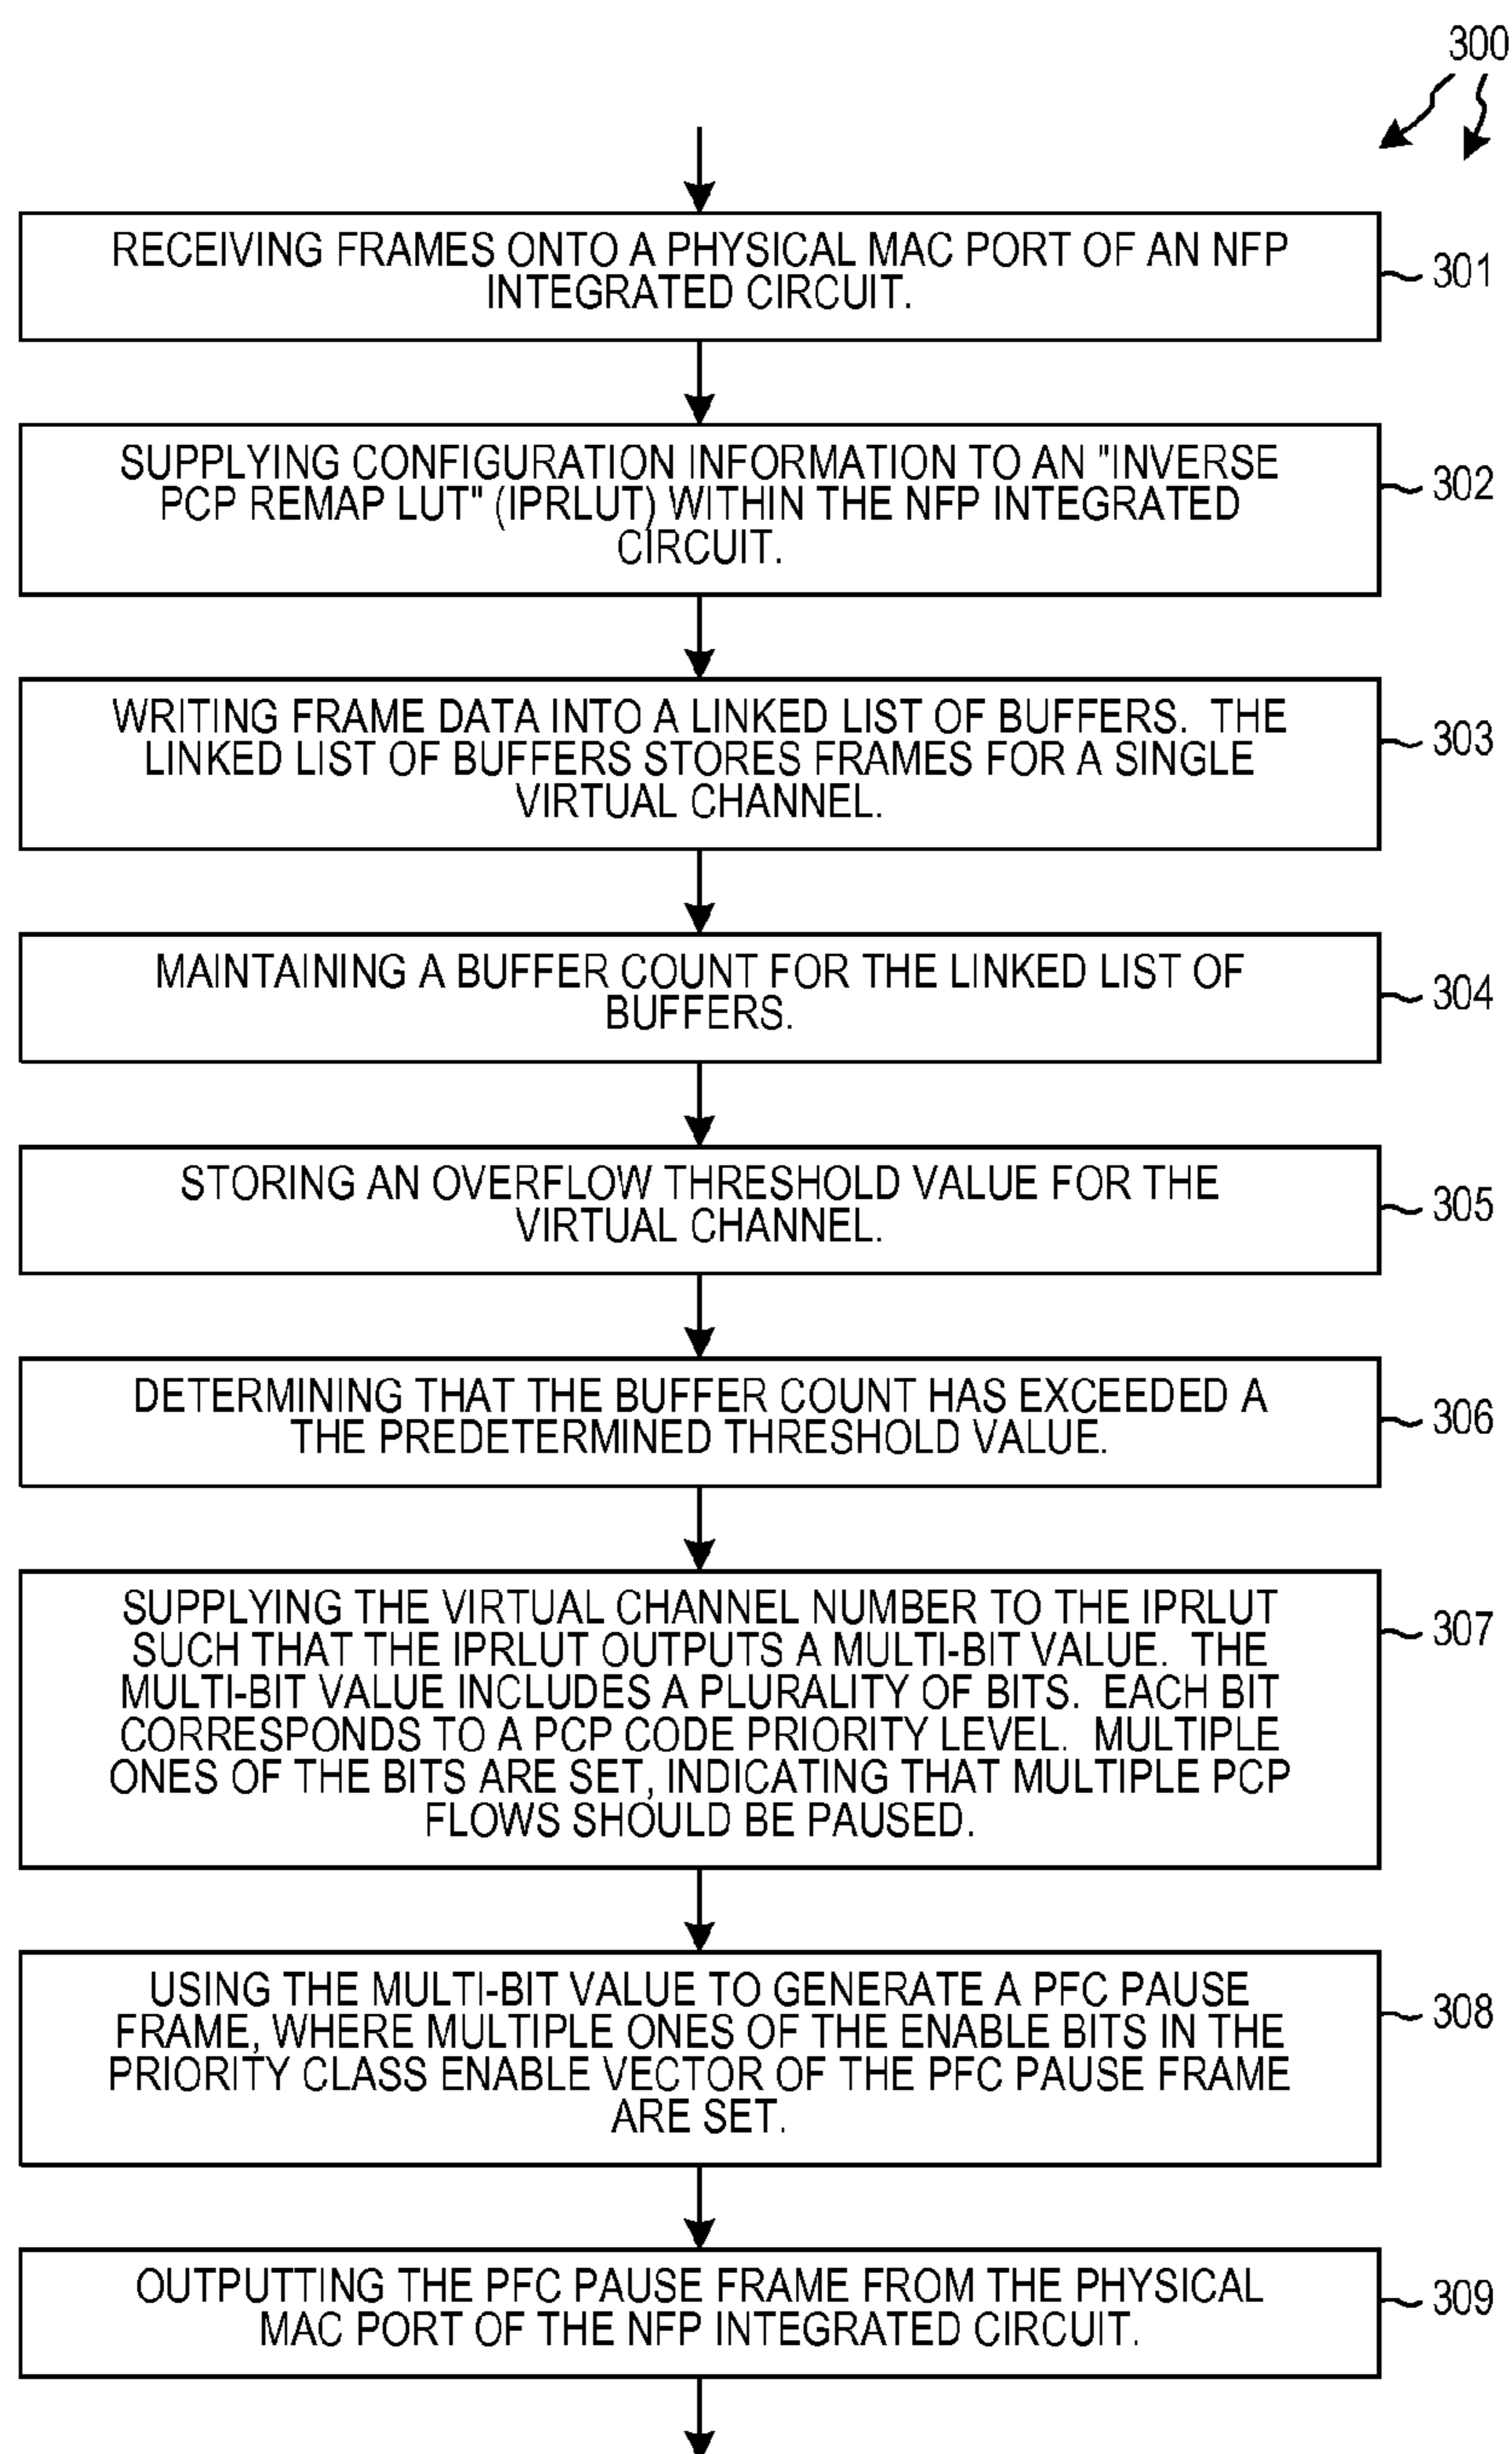 300
RECEIVING FRAMES ONTO A PHYSICAL MAC PORT OF AN NFP
INTEGRATED CIRCUIT.
301
SUPPLYING CONFIGURATION INFORMATION TO AN "INVERSE
PCP REMAP LUT" (IPRLUT) WITHIN THE NFP INTEGRATED
CIRCUIT.
302
WRITING FRAME DATA INTO A LINKED LIST OF BUFFERS. THE
LINKED LIST OF BUFFERS STORES FRAMES FOR A SINGLE
VIRTUAL CHANNEL.
303
MAINTAINING A BUFFER COUNT FOR THE LINKED LIST OF
BUFFERS.
304
STORING AN OVERFLOW THRESHOLD VALUE FOR THE
VIRTUAL CHANNEL.
305
DETERMINING THAT THE BUFFER COUNT HAS EXCEEDED A
THE PREDETERMINED THRESHOLD VALUE.
306
SUPPLYING THE VIRTUAL CHANNEL NUMBER TO THE IPRLUT
SUCH THAT THE IPRLUT OUTPUTS A MULTI-BIT VALUE. THE
MULTI-BIT VALUE INCLUDES A PLURALITY OF BITS. EACH BIT
CORRESPONDS TO A PCP CODE PRIORITY LEVEL. MULTIPLE
ONES OF THE BITS ARE SET, INDICATING THAT MULTIPLE PCP
FLOWS SHOULD BE PAUSED.
307
USING THE MULTI-BIT VALUE TO GENERATE A PFC PAUSE
FRAME, WHERE MULTIPLE ONES OF THE ENABLE BITS IN THE
PRIORITY CLASS ENABLE VECTOR OF THE PFC PAUSE FRAME
ARE SET.
308
OUTPUTTING THE PFC PAUSE FRAME FROM THE PHYSICAL
MAC PORT OF THE NFP INTEGRATED CIRCUIT.
309